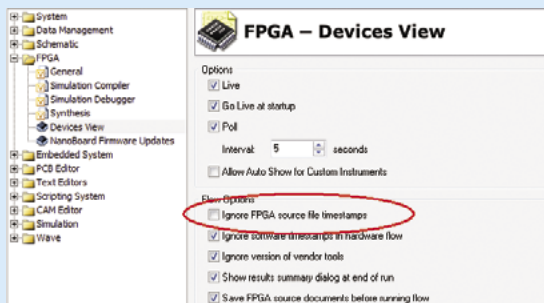 System
Data Management
Schematic
FPGA
General
Simulation Compiler
Simulation Debugger
Synthesis
Devices View
NanoBoard Firmware Updates
Embedded System
PCB Editor
Text Editors
Scripting System
CAM Editor
Simulation
Wave
FPGA – Devices View
Options
Live
Go Live at startup
Poll
Interval: 5 seconds
Allow Auto Show for Custom Instruments
Flow Options
Ignore FPGA source file timestamps
Ignore software timestamps in hardware flow
Ignore version of vendor tools
Show results summary dialog at end of run
Save FPGA source documents before running flow